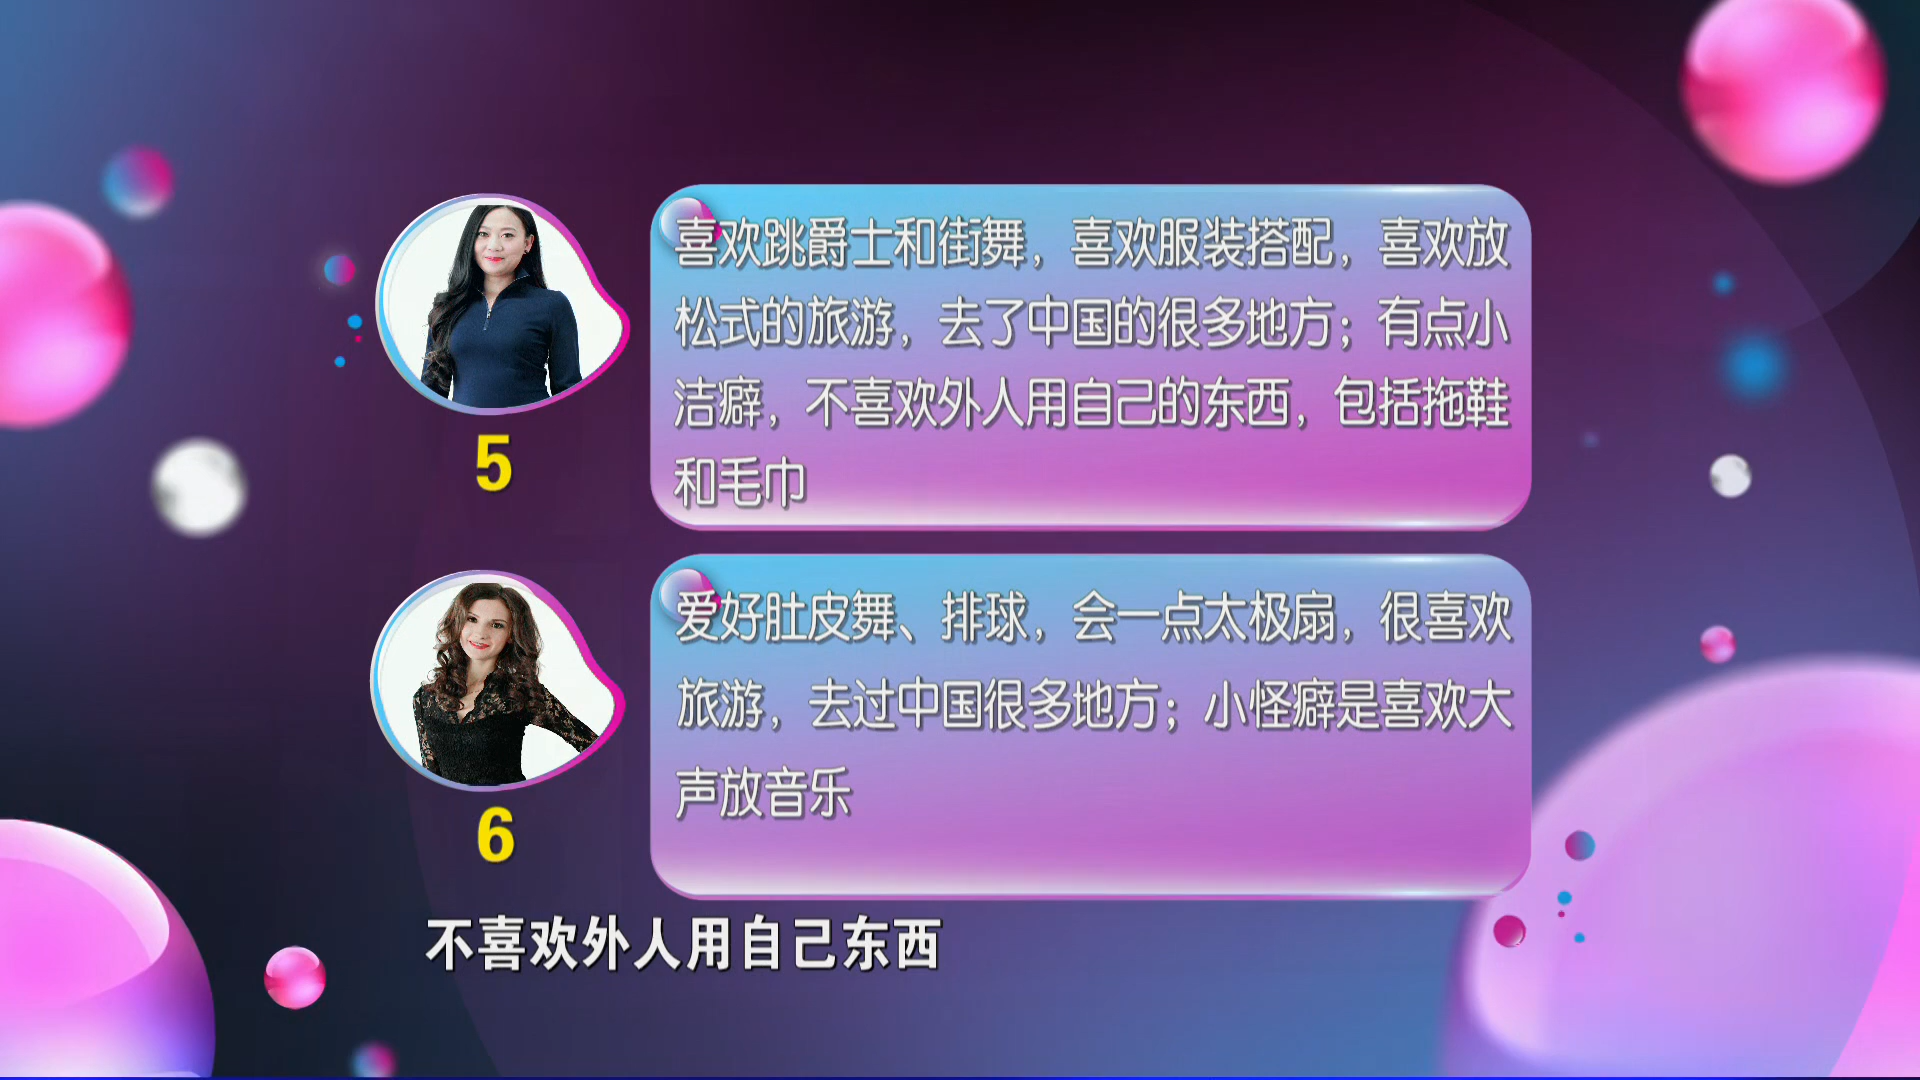 喜欢跳爵士和街舞，喜欢服装搭配，喜欢放
松式的旅游，去了中国的很多地方；有点小
洁癖，不喜欢外人用自己的东西，包括拖鞋
和毛巾
5
爱好肚皮舞、排球，会一点太极扇，很喜欢
旅游，去过中国很多地方；小怪癖是喜欢大
声放音乐
6
不喜欢外人用自己东西